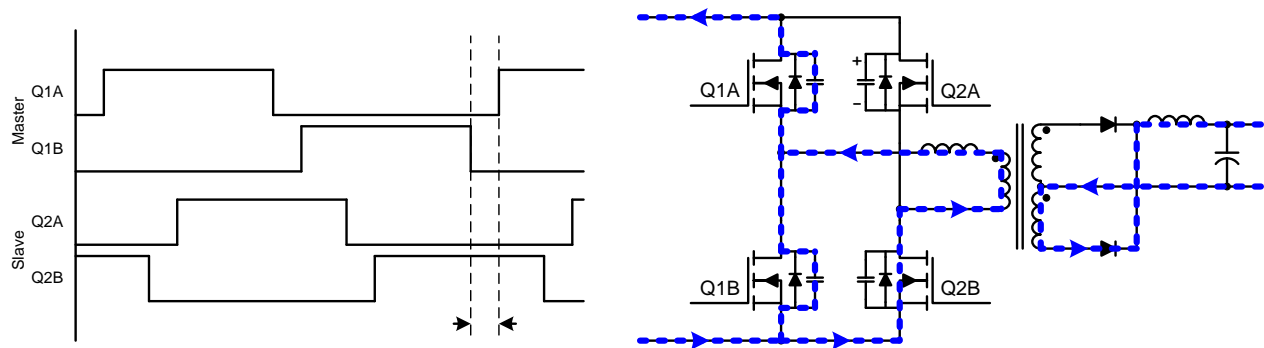 Master
Q1A
Q1B
Slave
Q2A
Q2B
Q1A
+
−
Q2A
Q1B
Q2B